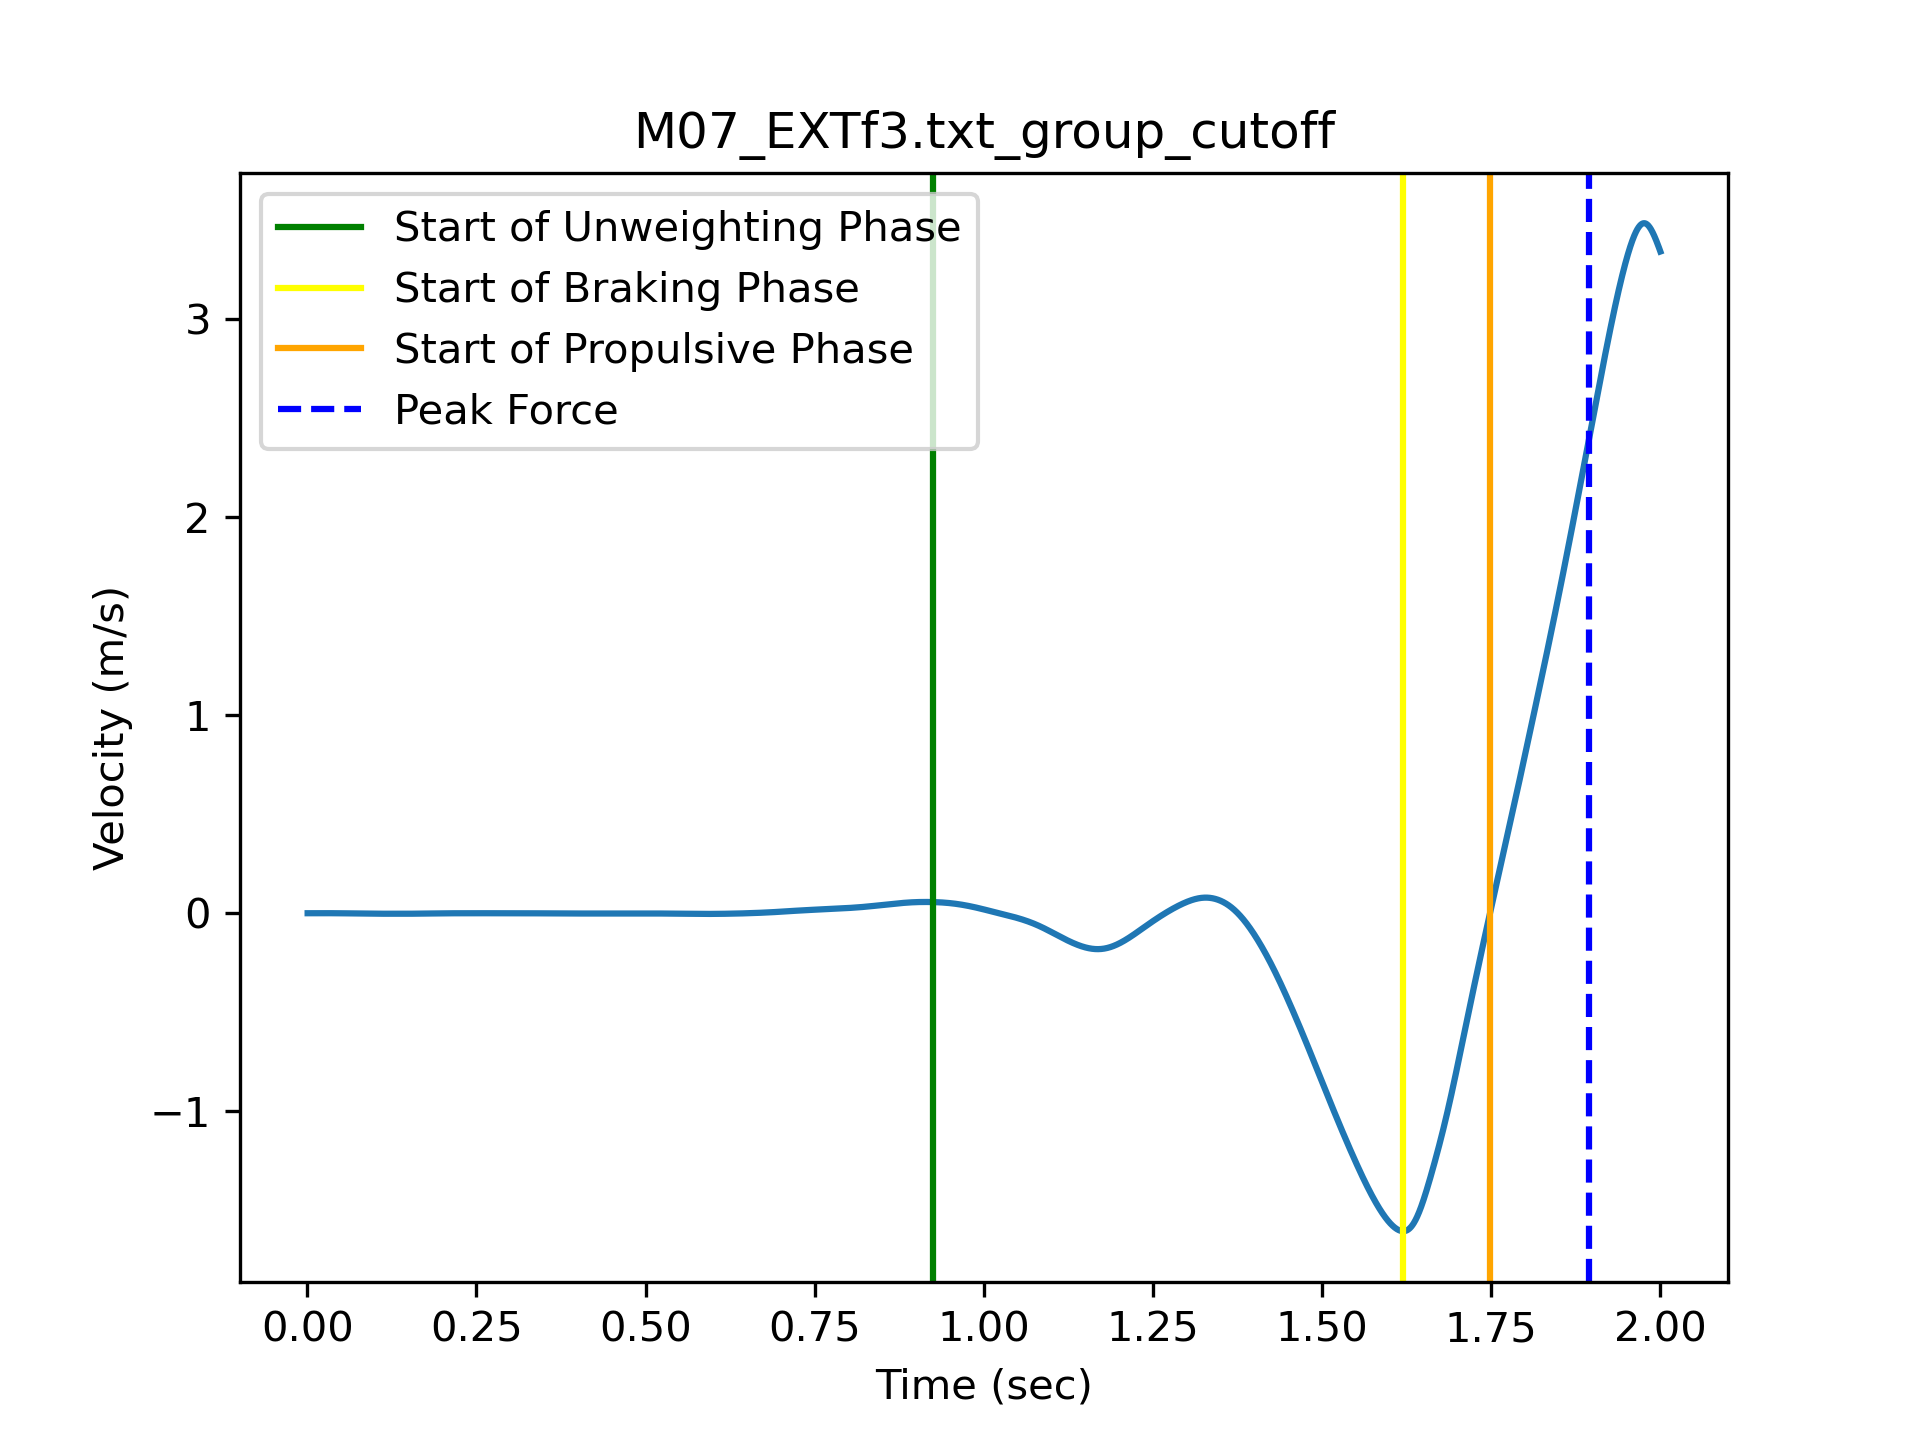 M07_EXTf3.txt_group_cutoff
Start of Unweighting Phase
Start of Braking Phase
Start of Propulsive Phase
Peak Force
3
2
1
0
−1
Velocity (m/s)
0.00 0.25 0.50 0.75 1.00 1.25 1.50 1.75 2.00
Time (sec)